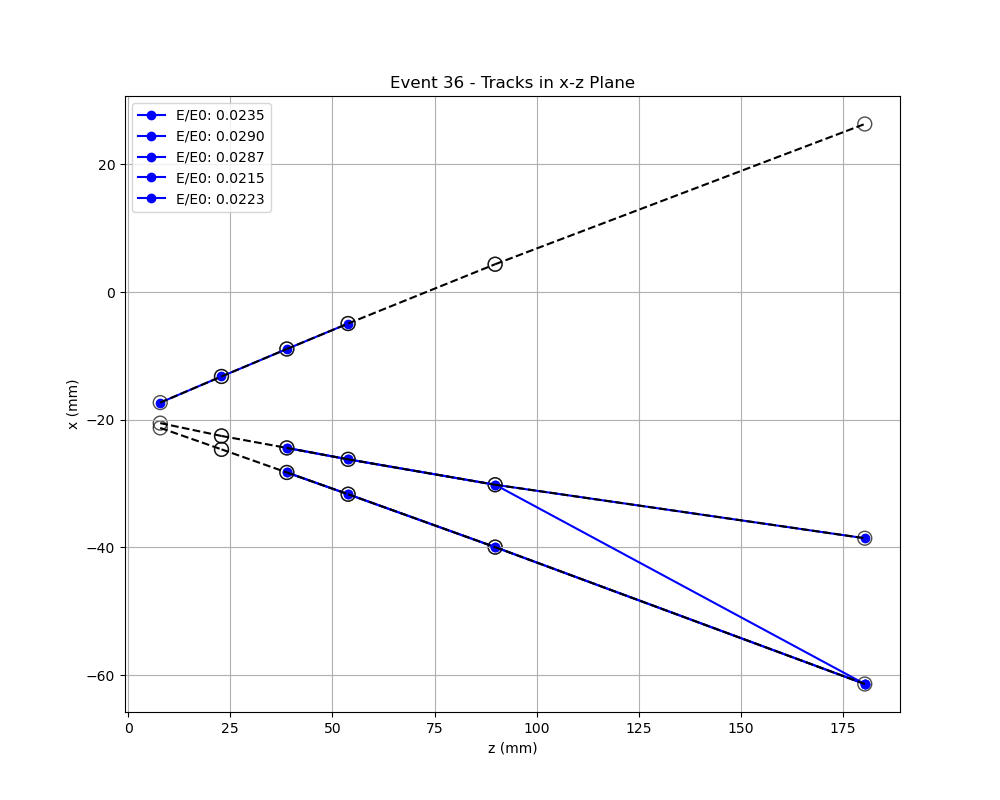 Event 36 - Tracks in x-z Plane
E/E0: 0.0235
E/E0: 0.0290
E/E0: 0.0287
E/E0: 0.0215
E/E0: 0.0223
20
0
−20
−40
−60
x (mm)
0 25 50 75 100 125 150 175
z (mm)